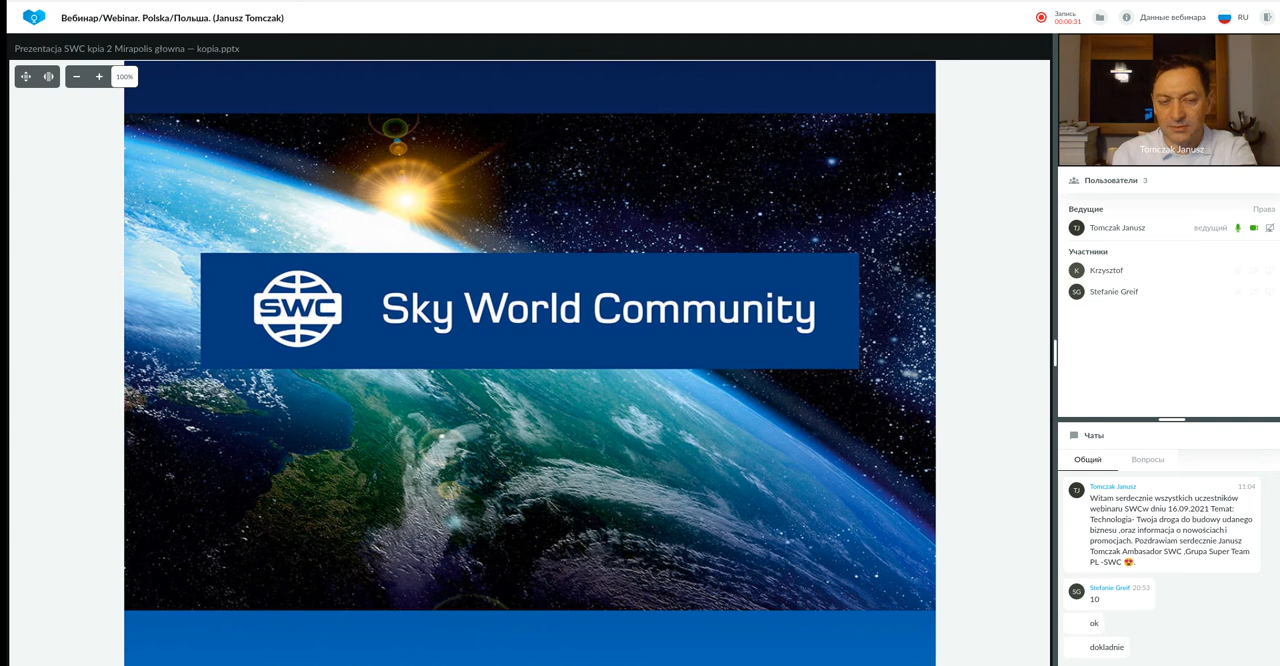 Вебинар/Webinar. Polska/Польша. (Janusz Tomczak)
Запись
00:00:31
Данные вебинара
RU
Prezentacja SWC kpia 2 Mirapolis głowna — kopia.pptx
100%
SWC
Sky World Community
Tomczak Janusz
Пользователи 3
Ведущие
Права
TJ
Tomczak Janusz
ведущий
Участники
K
Krzysztof
SG
Stefanie Greif
Чаты
Общий
Вопросы
TJ
Tomczak Janusz 11:04
Witam serdecznie wszystkich uczestników
webinaru SWCw dniu 16.09.2021 Temat:
Technologia- Twoja droga do budowy udanego
biznesu ,oraz informacja o nowościach i
promocjach. Pozdrawiam serdecznie Janusz
Tomczak Ambasador SWC ,Grupa Super Team
PL -SWC 😍.
SG
Stefanie Greif 20:53
10
ok
dokladnie